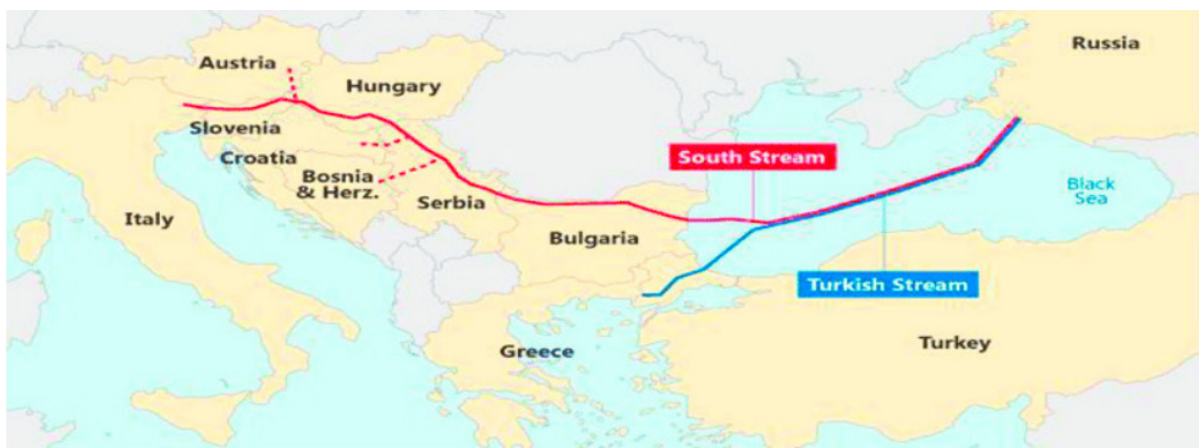 Russia
Austria
Hungary
Slovenia
Croatia
South Stream
Bosnia
& Herz.
Black
Sea
Serbia
Italy
Bulgaria
Turkish Stream
Turkey
Greece